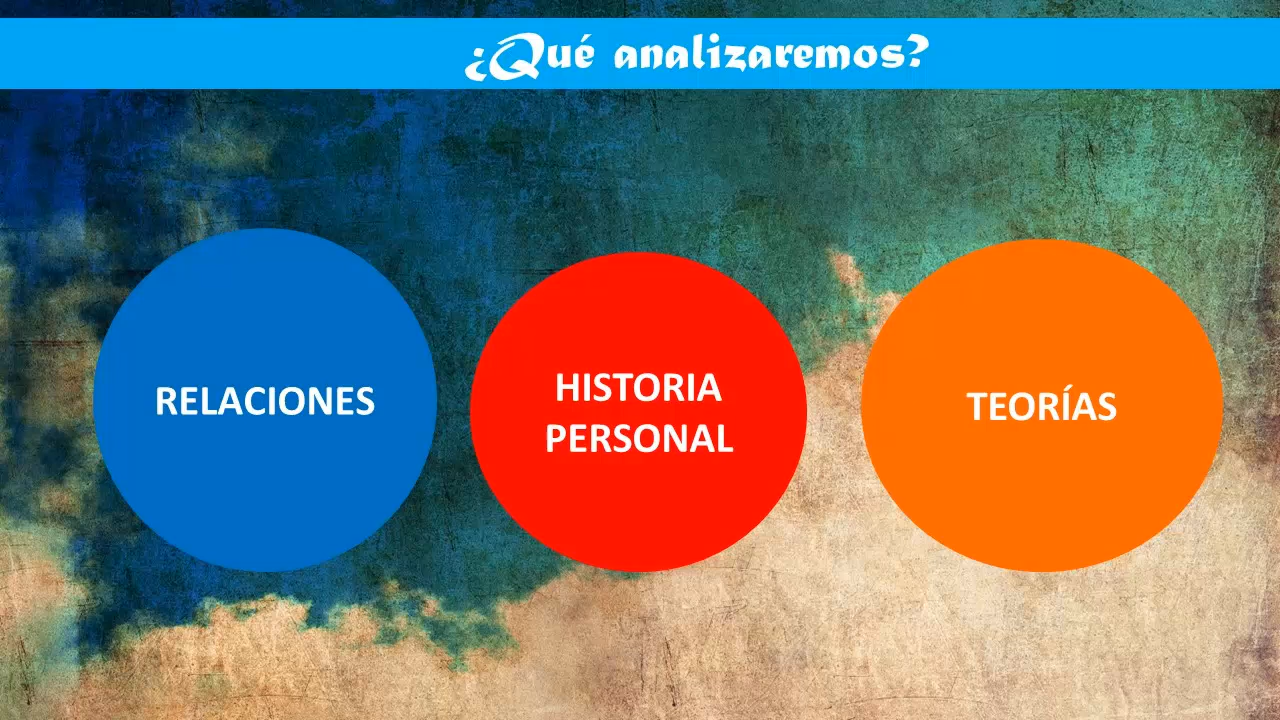 ¿Qué analizaremos?
RELACIONES
HISTORIA
PERSONAL
TEORÍAS